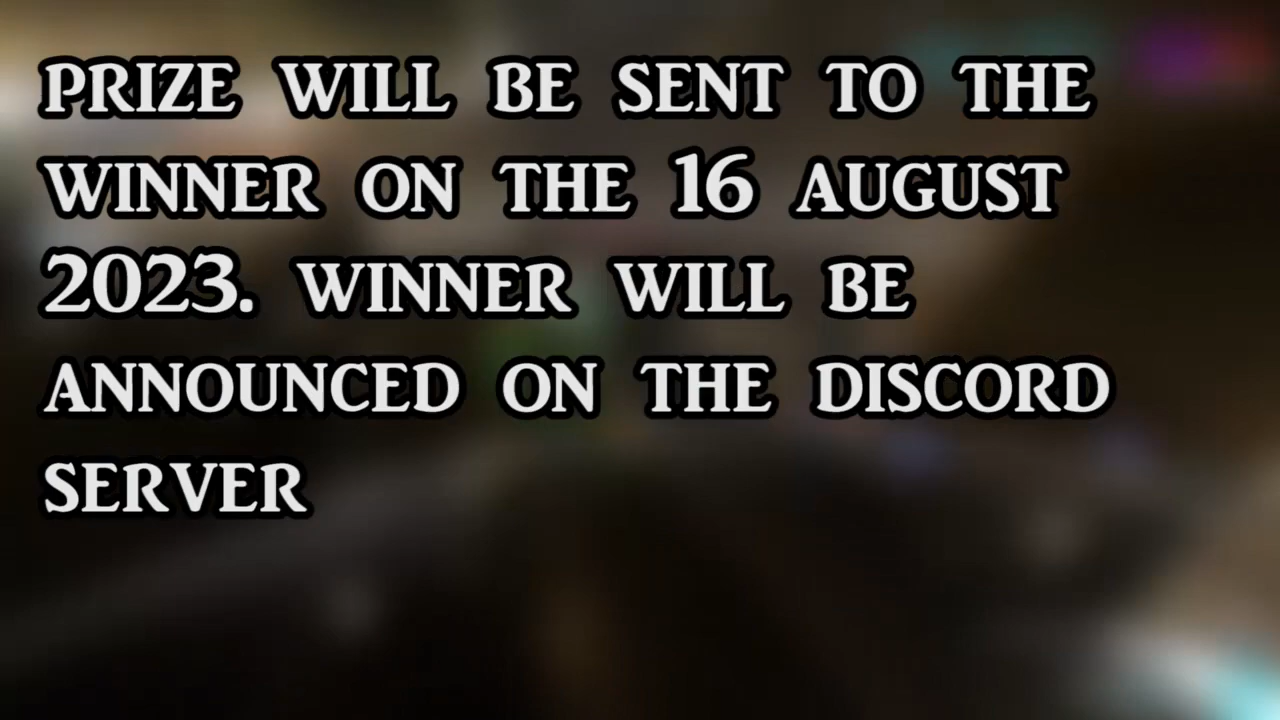 PRIZE WILL BE SENT TO THE
WINNER ON THE 16 AUGUST
2023. WINNER WILL BE
ANNOUNCED ON THE DISCORD
SERVER